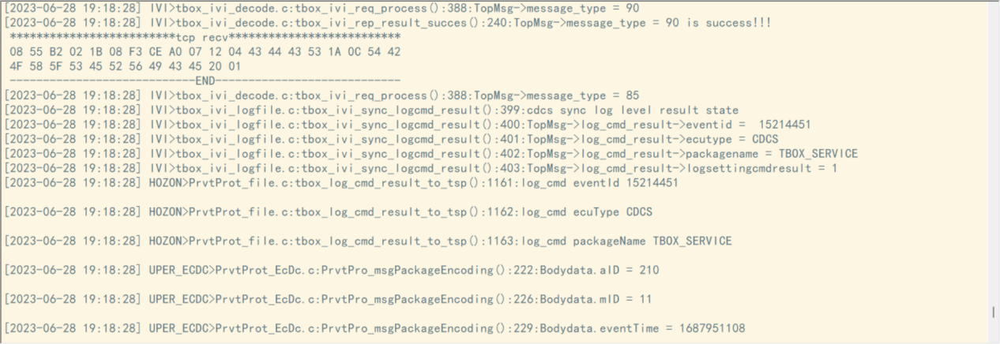 [2023-06-28 19:18:28] IVI>tbox_ivi_decode.c:tbox_ivi_req_process():388:TopMsg->message_type = 90
[2023-06-28 19:18:28] IVI>tbox_ivi_decode.c:tbox_ivi_rep_result_succes():240:TopMsg->message_type = 90 is success!!!
*************************tcp recv**************************
08 55 B2 02 1B 08 F3 CE A0 07 12 04 43 44 43 53 1A 0C 54 42
4F 58 5F 53 45 52 56 49 43 45 20 01
----------------------------END----------------------------
[2023-06-28 19:18:28] IVI>tbox_ivi_decode.c:tbox_ivi_req_process():388:TopMsg->message_type = 85
[2023-06-28 19:18:28] IVI>tbox_ivi_logfile.c:tbox_ivi_sync_logcmd_result():399:cdcs sync log level result state
[2023-06-28 19:18:28] IVI>tbox_ivi_logfile.c:tbox_ivi_sync_logcmd_result():400:TopMsg->log_cmd_result->eventid =  15214451
[2023-06-28 19:18:28] IVI>tbox_ivi_logfile.c:tbox_ivi_sync_logcmd_result():401:TopMsg->log_cmd_result->ecutype = CDCS
[2023-06-28 19:18:28] IVI>tbox_ivi_logfile.c:tbox_ivi_sync_logcmd_result():402:TopMsg->log_cmd_result->packagename = TBOX_SERVICE
[2023-06-28 19:18:28] IVI>tbox_ivi_logfile.c:tbox_ivi_sync_logcmd_result():403:TopMsg->log_cmd_result->logsettingcmdresult = 1
[2023-06-28 19:18:28] HOZON>PrvtProt_file.c:tbox_log_cmd_result_to_tsp():1161:log_cmd eventId 15214451
[2023-06-28 19:18:28] HOZON>PrvtProt_file.c:tbox_log_cmd_result_to_tsp():1162:log_cmd ecuType CDCS
[2023-06-28 19:18:28] HOZON>PrvtProt_file.c:tbox_log_cmd_result_to_tsp():1163:log_cmd packageName TBOX_SERVICE
[2023-06-28 19:18:28] UPER_ECDC>PrvtProt_EcDc.c:PrvtPro_msgPackageEncoding():222:Bodydata.aID = 210
[2023-06-28 19:18:28] UPER_ECDC>PrvtProt_EcDc.c:PrvtPro_msgPackageEncoding():226:Bodydata.mID = 11
[2023-06-28 19:18:28] UPER_ECDC>PrvtProt_EcDc.c:PrvtPro_msgPackageEncoding():229:Bodydata.eventTime = 1687951108